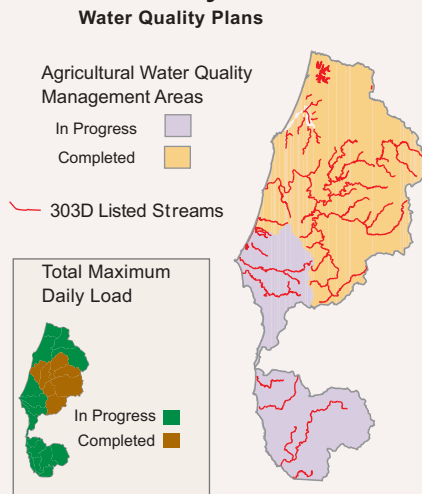 Water Quality Plans
Agricultural Water Quality
Management Areas
In Progress
Completed
303D Listed Streams
Total Maximum
Daily Load
In Progress
Completed